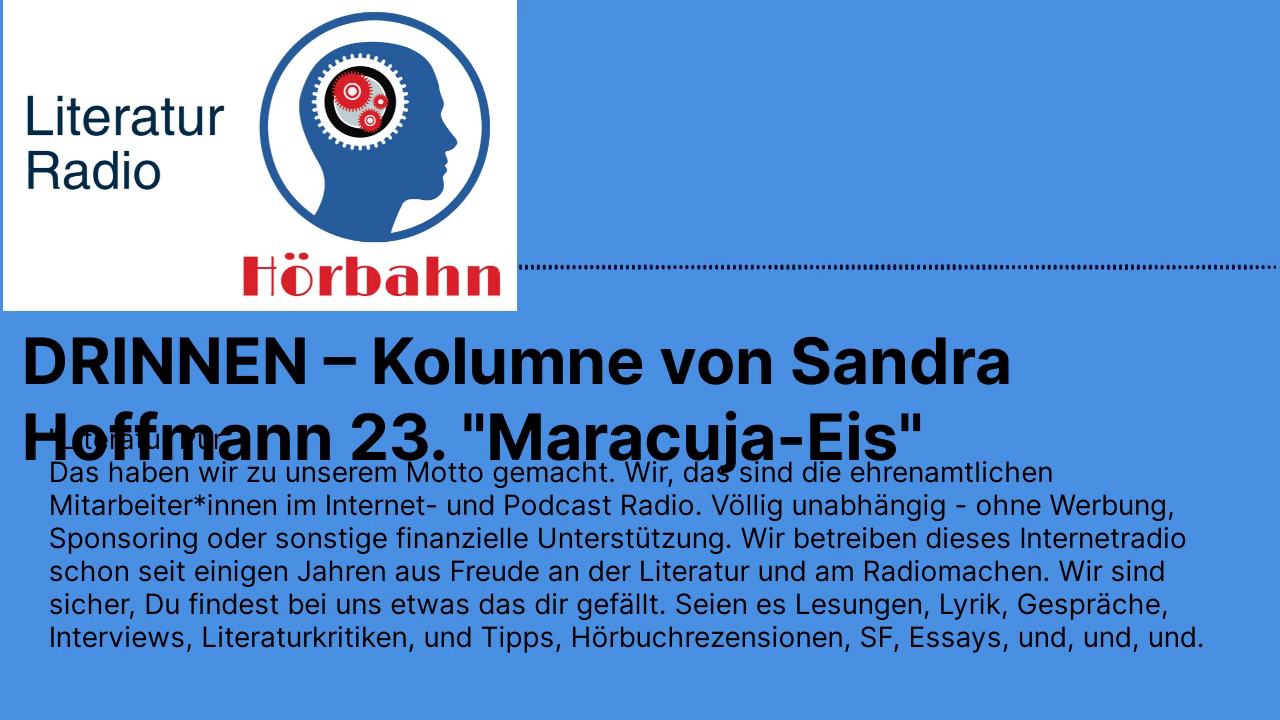 Literatur
Radio
Hörbahn
DRINNEN – Kolumne von Sandra
Hoffmann 23. "Maracuja-Eis"
Das haben wir zu unserem Motto gemacht. Wir, das sind die ehrenamtlichen
Mitarbeiter*innen im Internet- und Podcast Radio. Völlig unabhängig - ohne Werbung,
Sponsoring oder sonstige finanzielle Unterstützung. Wir betreiben dieses Internetradio
schon seit einigen Jahren aus Freude an der Literatur und am Radiomachen. Wir sind
sicher, Du findest bei uns etwas das dir gefällt. Seien es Lesungen, Lyrik, Gespräche,
Interviews, Literaturkritiken, und Tipps, Hörbuchrezensionen, SF, Essays, und, und, und.